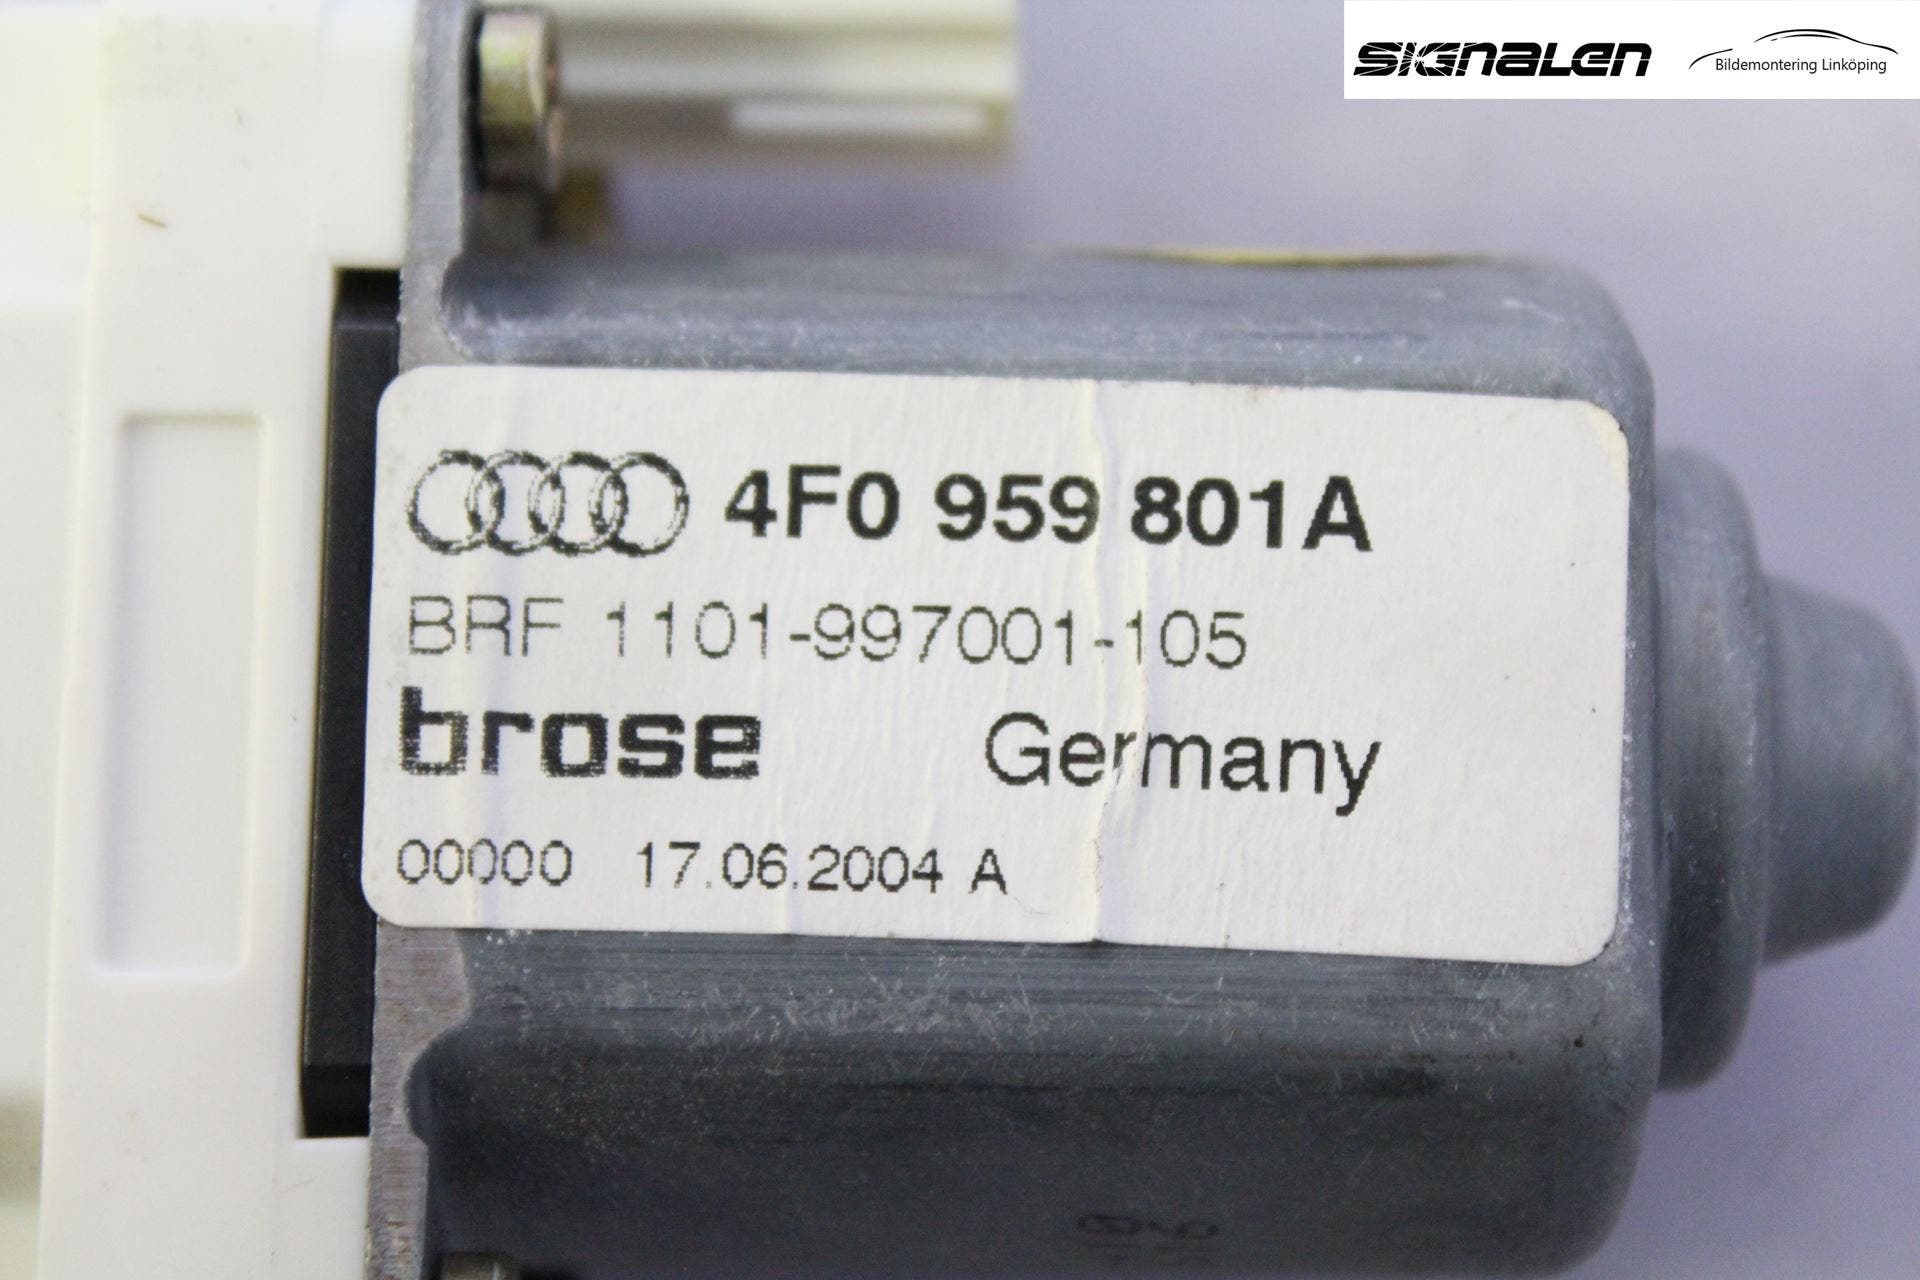 SIGNALEN
Bildemontering Linköping
4F0 959 801A
BRF 1101-997001-105
brose Germany
00000 17.06.2004 A